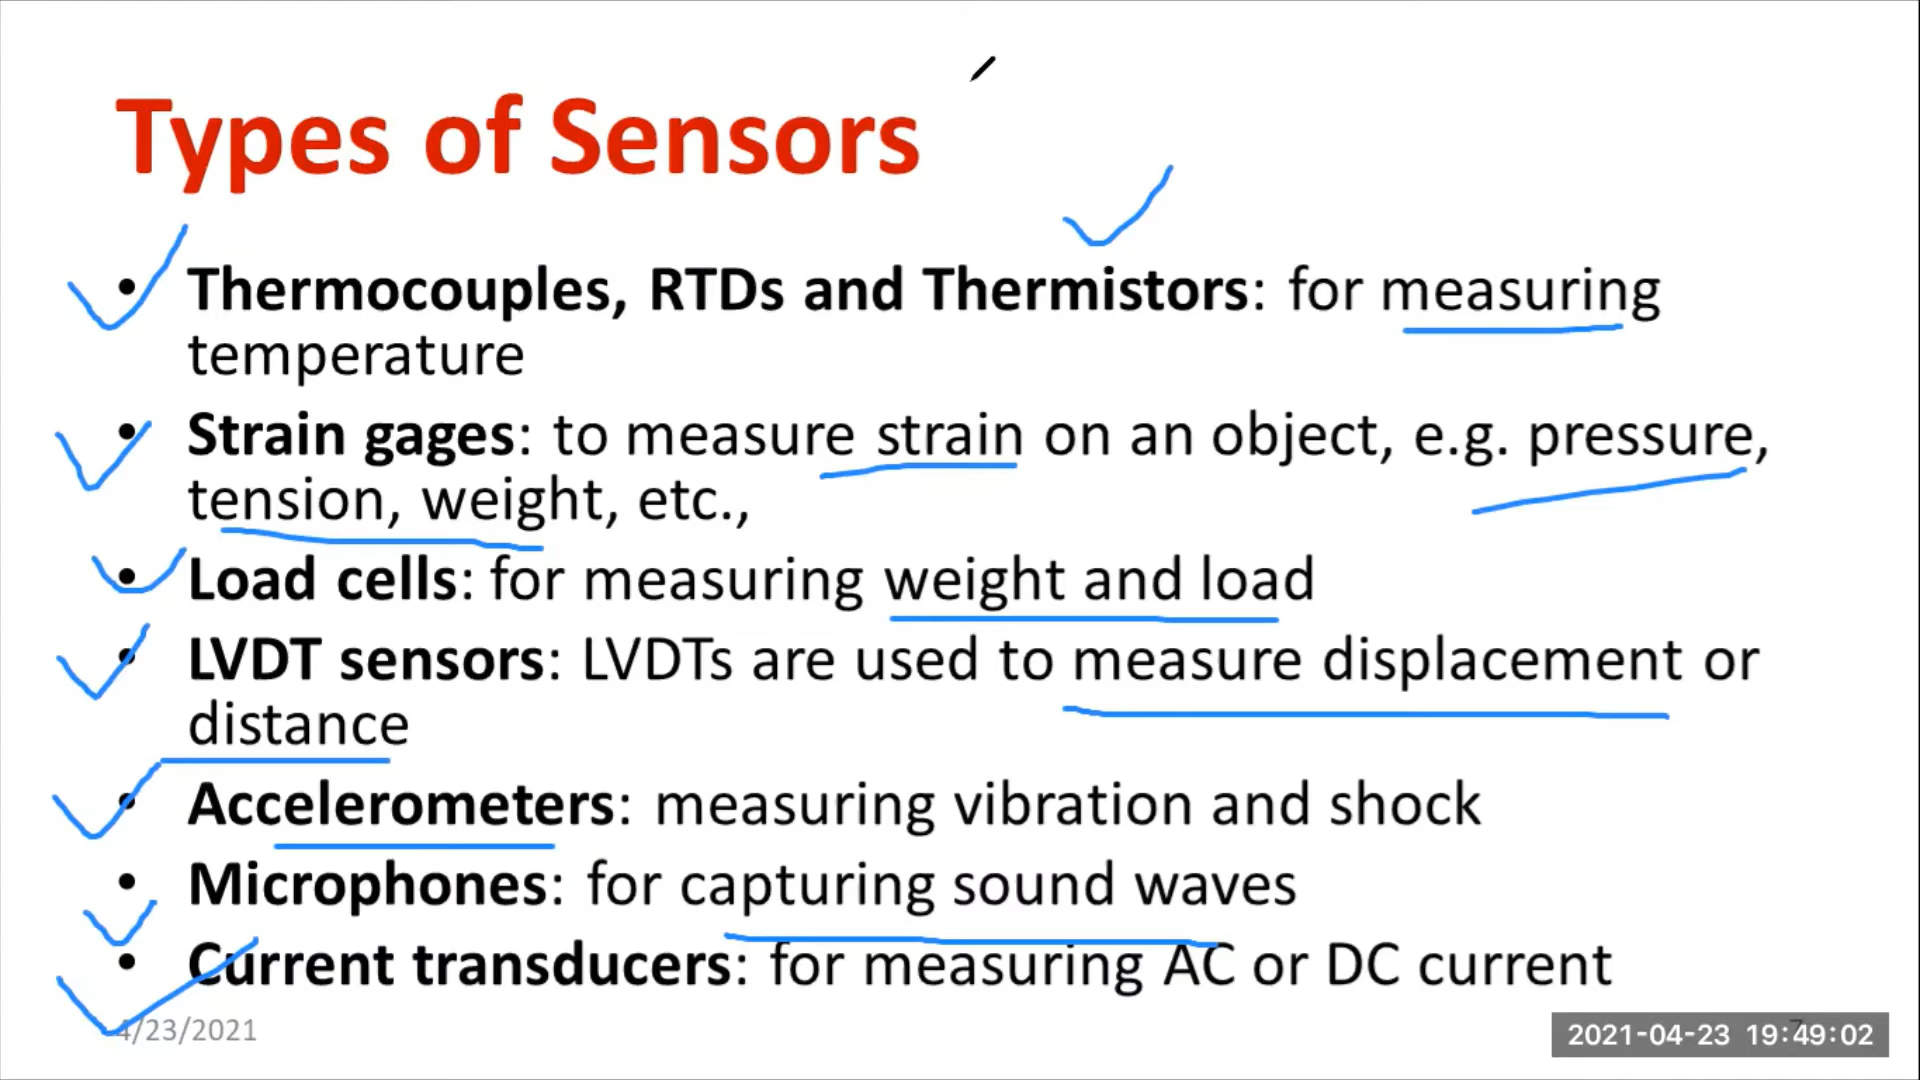 Types of Sensors
• Thermocouples, RTDs and Thermistors: for measuring
temperature
• Strain gages: to measure strain on an object, e.g. pressure,
tension, weight, etc.,
• Load cells: for measuring weight and load
• LVDT sensors: LVDTs are used to measure displacement or
distance
• Accelerometers: measuring vibration and shock
• Microphones: for capturing sound waves
• Current transducers: for measuring AC or DC current
4/23/2021
2021-04-23 19:49:02